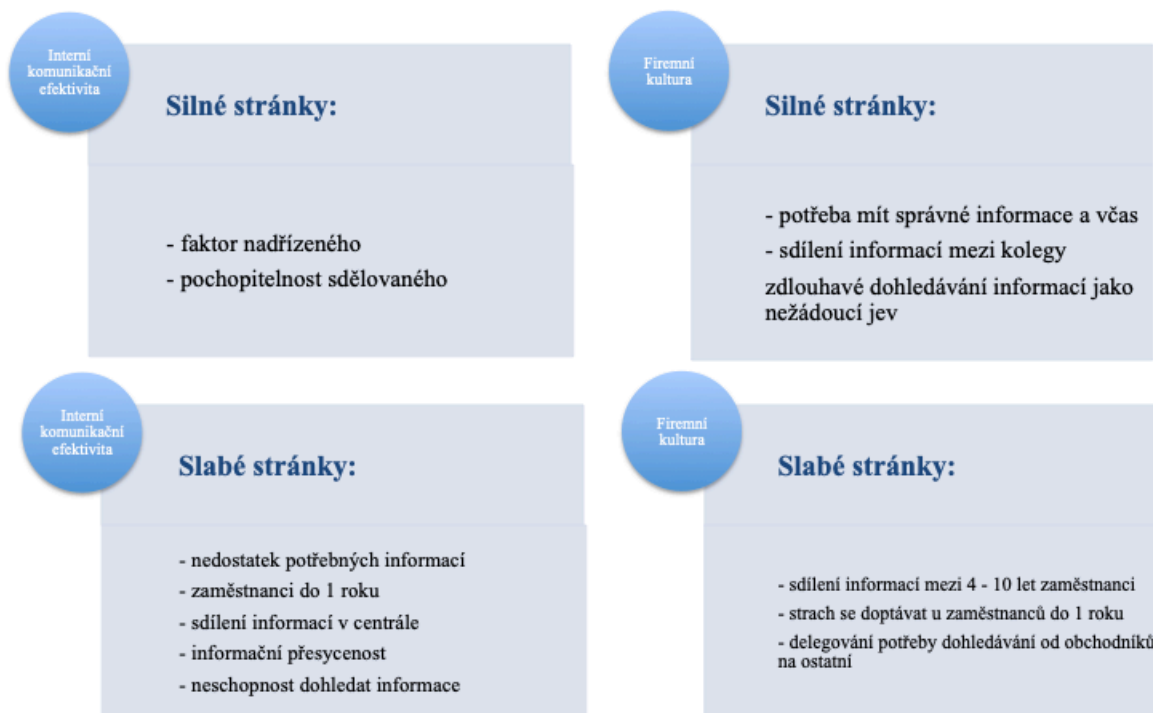 Interní
komunikační
efektivita
Silné stránky:
- faktor nadřízeného
- pochopitelnost sdělovaného
Firemní
kultura
Silné stránky:
- potřeba mít správné informace a včas
- sdílení informací mezi kolegy
zdlouhavé dohledávání informací jako
nežádoucí jev
Interní
komunikační
efektivita
Slabé stránky:
- nedostatek potřebných informací
- zaměstnanci do 1 roku
- sdílení informací v centrále
- informační přesycenost
- neschopnost dohledat informace
Firemní
kultura
Slabé stránky:
- sdílení informací mezi 4 - 10 let zaměstnanci
- strach se doptávat u zaměstnanců do 1 roku
- delegování potřeby dohledávání od obchodníků
na ostatní